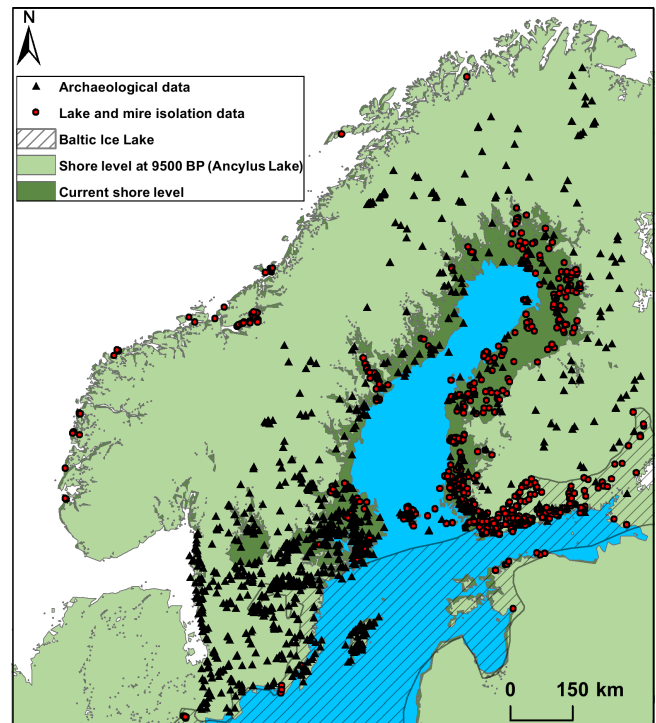 N
Archaeological data
Lake and mire isolation data
Baltic Ice Lake
Shore level at 9500 BP (Ancylus Lake)
Current shore level
0 150 km